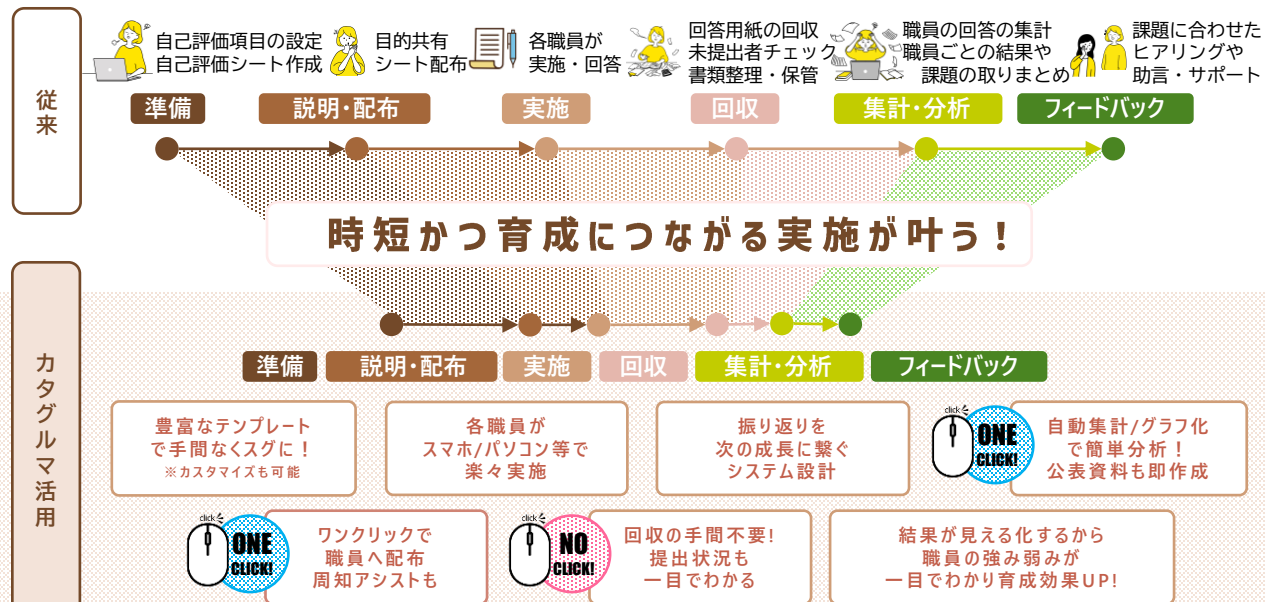 従来
自己評価項目の設定
自己評価シート作成
目的共有
シート配布
各職員が
実施・回答
回答用紙の回収
未提出者チェック
書類整理・保管
職員の回答の集計
職員ごとの結果や
課題の取りまとめ
課題に合わせた
ヒアリングや
助言・サポート
準備
説明・配布
実施
回収
集計・分析
フィードバック
時短かつ育成につながる実施が叶う！
カタグルマ活用
準備
説明・配布
実施
回収
集計・分析
フィードバック
豊富なテンプレート
で手間なくスグに！
※カスタマイズも可能
各職員が
スマホ/パソコン等で
楽々実施
振り返りを
次の成長に繋ぐ
システム設計
click
ONE
CLICK!
自動集計/グラフ化
で簡単分析！
公表資料も即作成
click
ONE
CLICK!
ワンクリックで
職員へ配布
周知アシストも
click
NO
CLICK!
回収の手間不要!
提出状況も
一目でわかる
結果が見える化するから
職員の強み弱みが
一目でわかり育成効果UP!